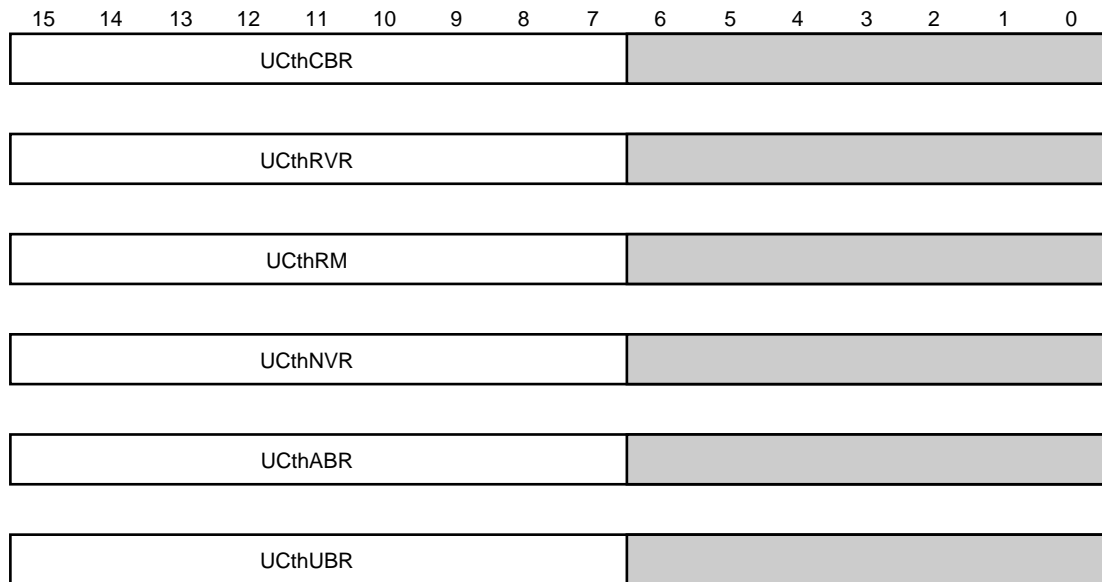 15 14 13 12 11 10 9 8 7 6 5 4 3 2 1 0
UCthCBR
UCthRVR
UCthRM
UCthNVR
UCthABR
UCthUBR